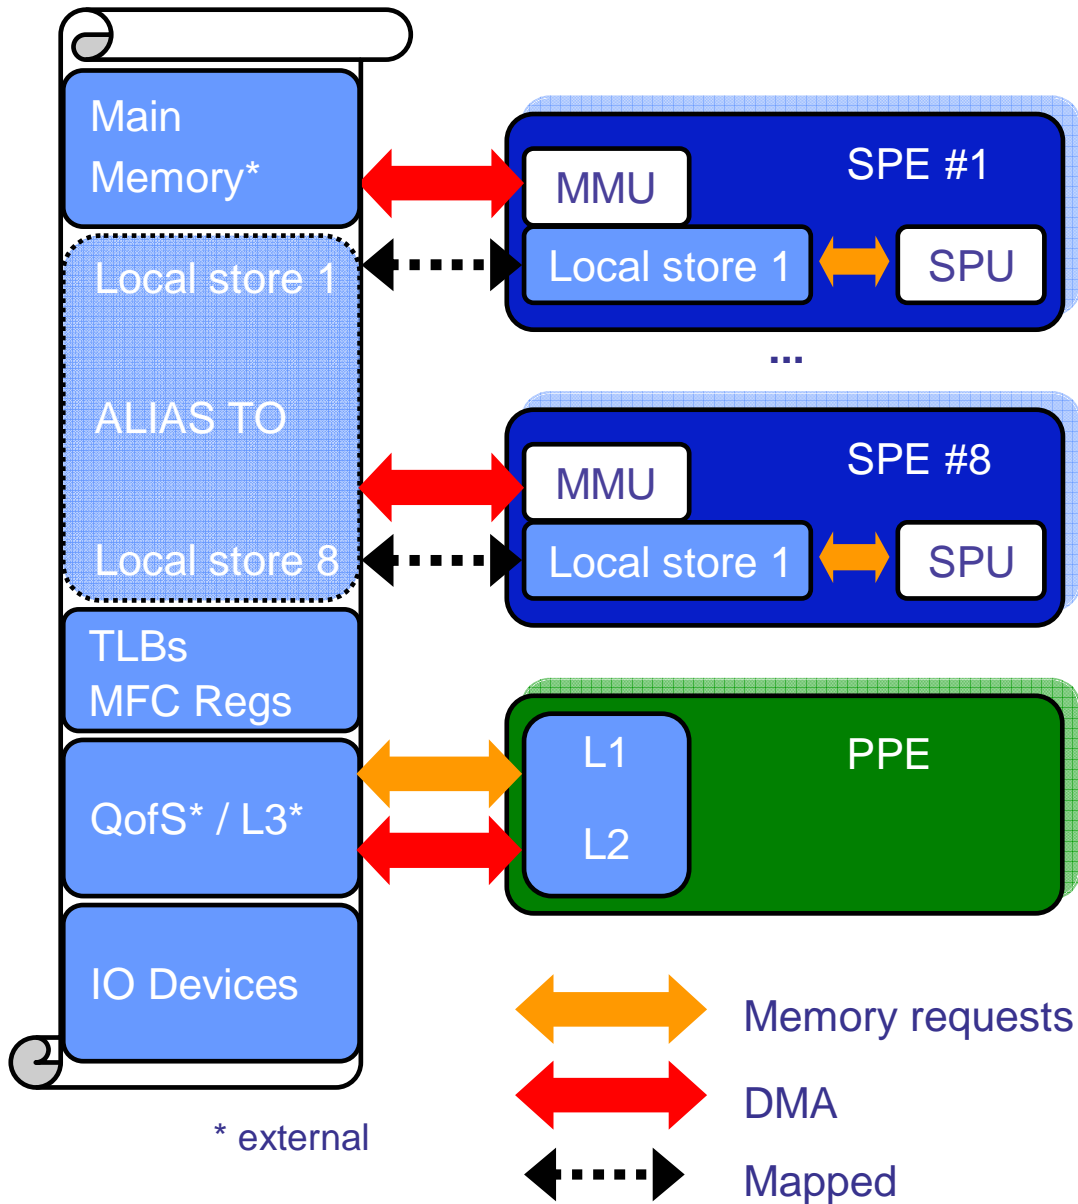 Main
Memory*
Local store 1
ALIAS TO
Local store 8
TLBs
MFC Regs
QofS* / L3*
IO Devices
* external
SPE #1
MMU
Local store 1
SPU
...
SPE #8
MMU
Local store 1
SPU
PPE
L1
L2
Memory requests
DMA
Mapped